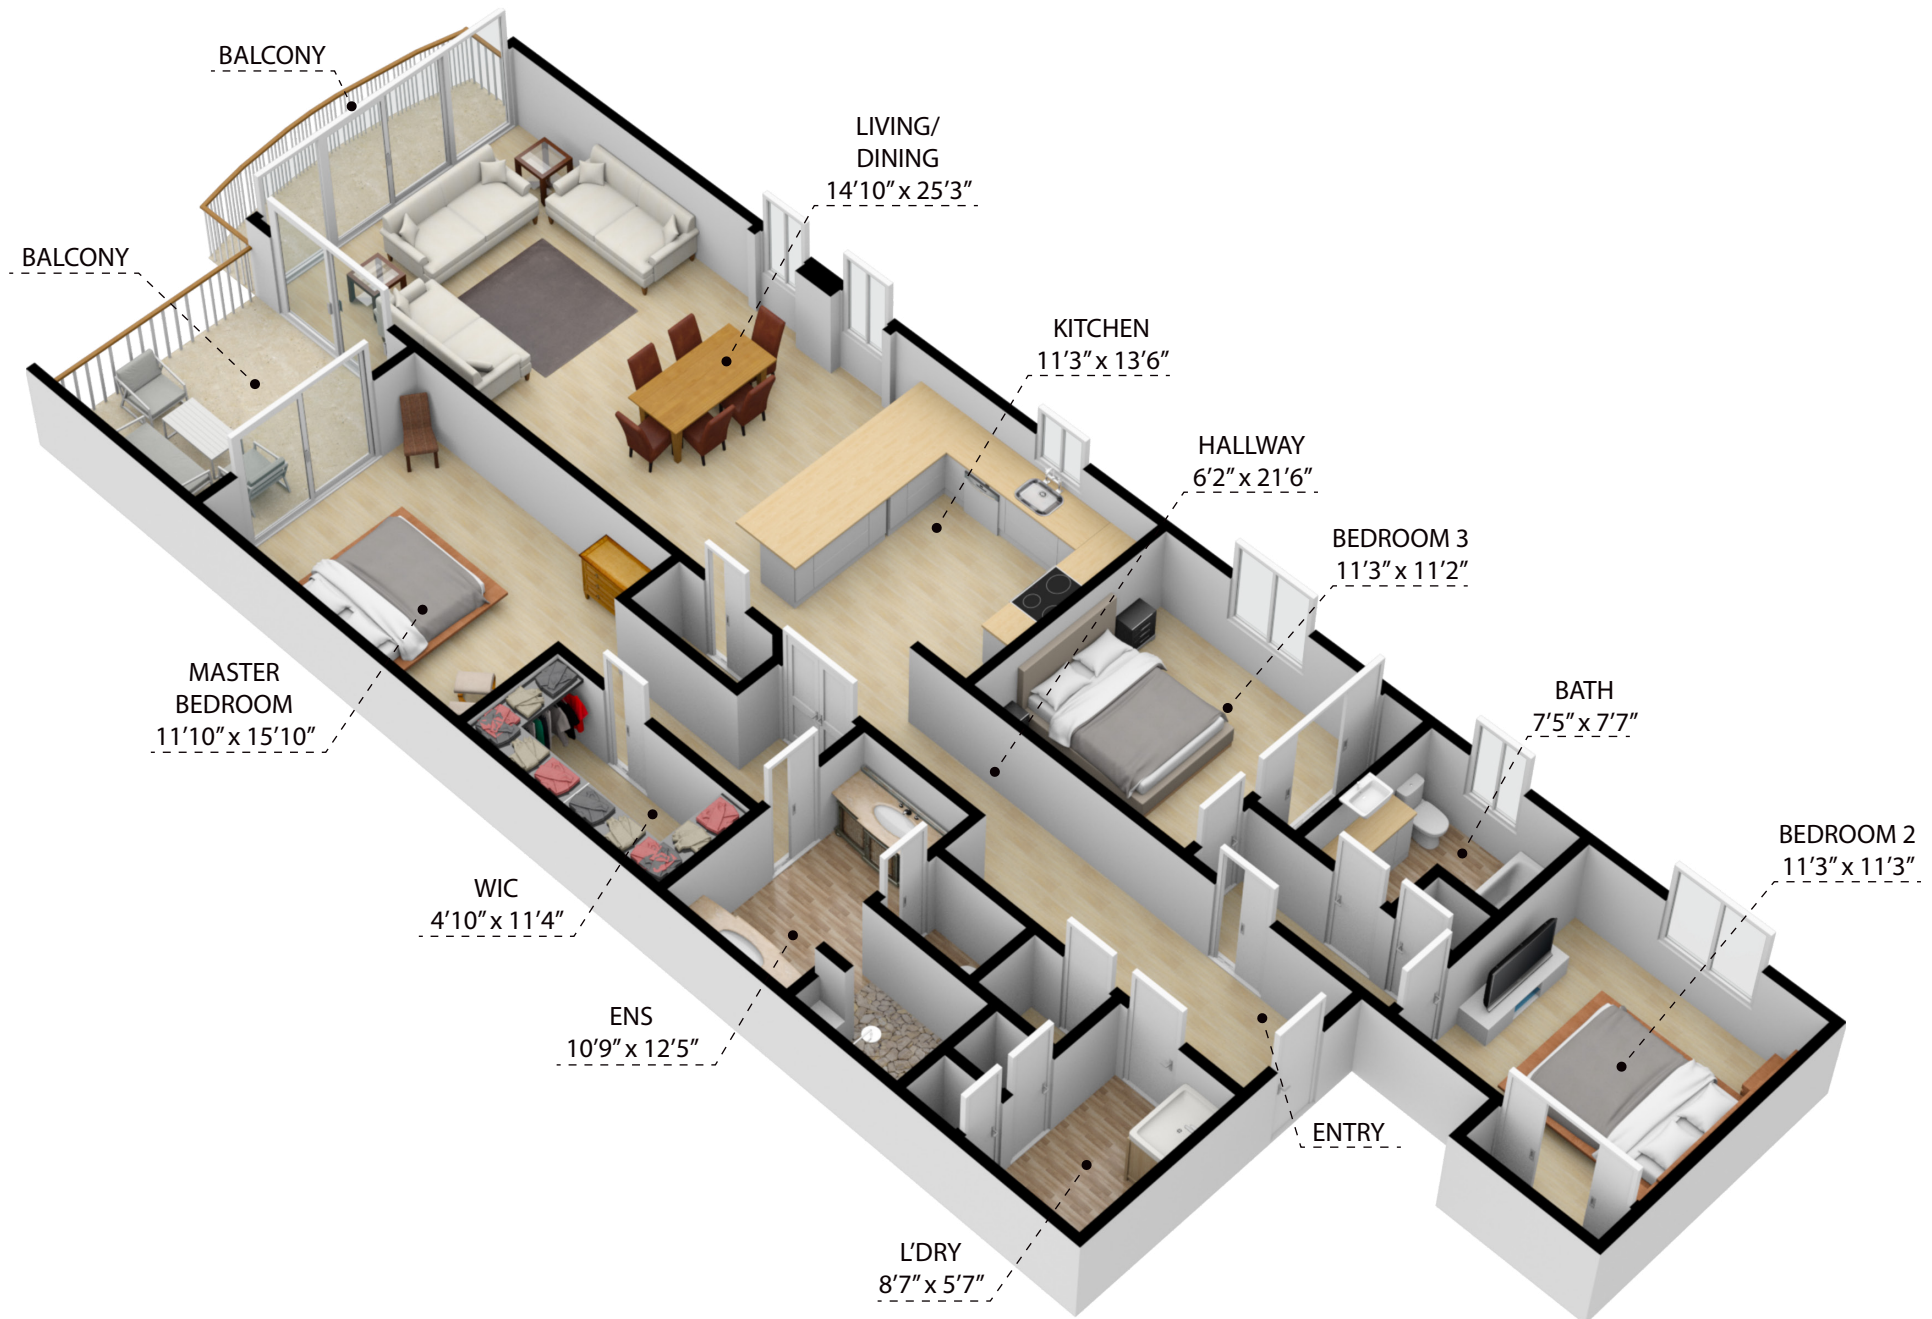 BALCONY
LIVING/
DINING
14'10" x 25'3"
BALCONY
KITCHEN
11'3" x 13'6"
HALLWAY
6'2" x 21'6"
BEDROOM 3
11'3" x 11'2"
MASTER
BEDROOM
11'10" x 15'10"
BATH
7'5" x 7'7"
BEDROOM 2
11'3" x 11'3"
WIC
4'10" x 11'4"
ENS
10'9" x 12'5"
ENTRY
L'DRY
8'7" x 5'7"